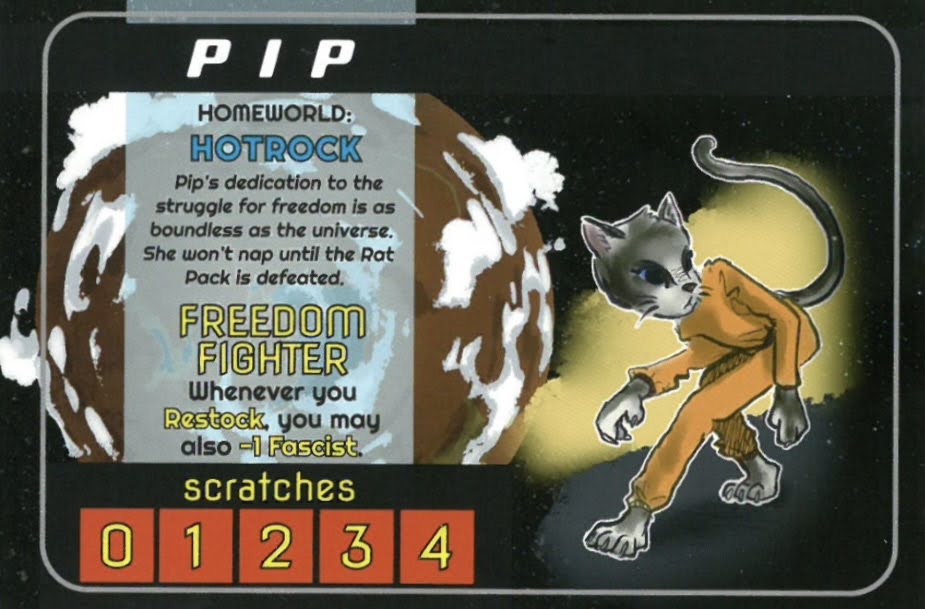 PIP
HOMEWORLD:
HOTROCK
Pip's dedication to the
struggle for freedom is as
boundless as the universe.
She won't nap until the Rat
Pack is defeated.
FREEDOM
FIGHTER
Whenever you
Restock, you may
also -1 Fascist.
scratches
0 1 2 3 4